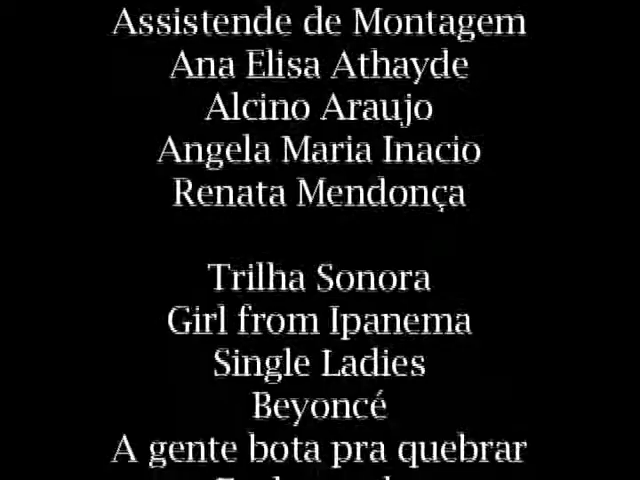 Assistende de Montagem
Ana Elisa Athayde
Alcino Araujo
Angela Maria Inacio
Renata Mendonça
Trilha Sonora
Girl from Ipanema
Single Ladies
Beyoncé
A gente bota pra quebrar